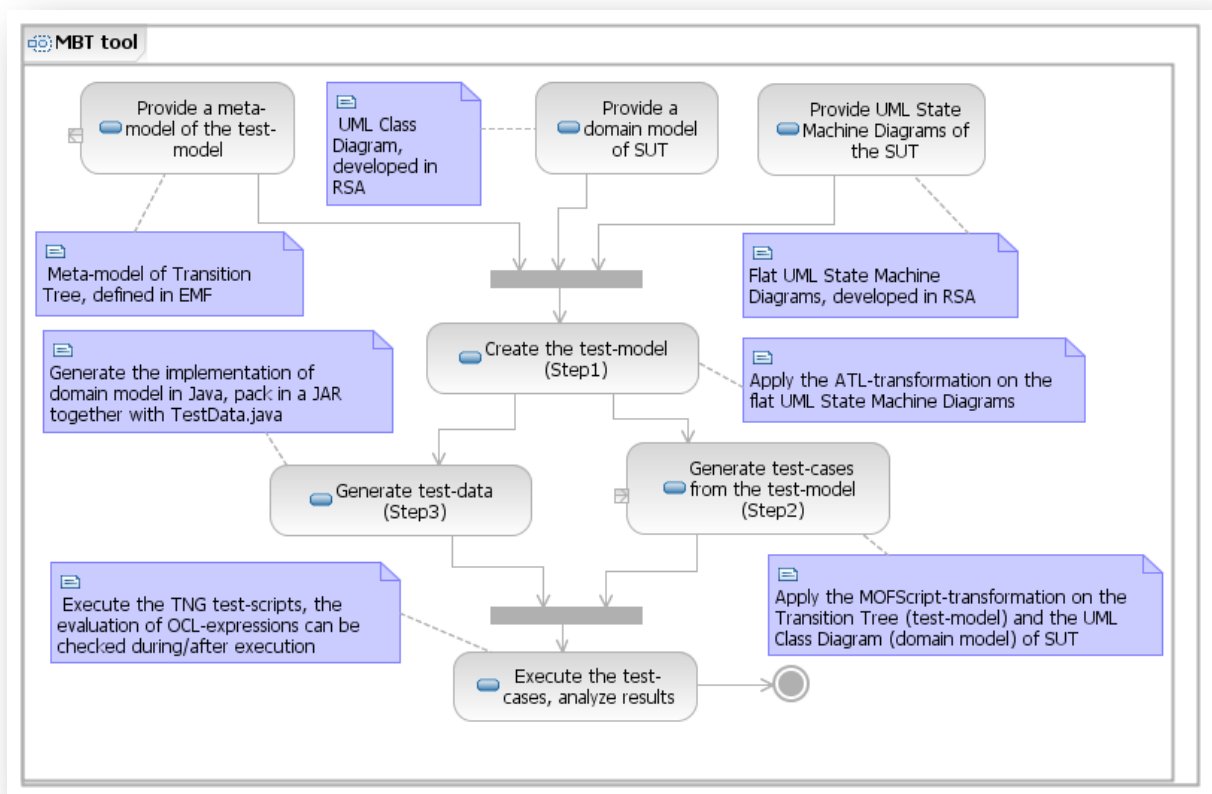 MBT tool
Provide a meta-
model of the test-
model
UML Class
Diagram,
developed in
RSA
Provide a
domain model
of SUT
Provide UML State
Machine Diagrams of
the SUT
Meta-model of Transition
Tree, defined in EMF
Flat UML State Machine
Diagrams, developed in RSA
Generate the implementation of
domain model in Java, pack in a JAR
together with TestData.java
Create the test-model
(Step1)
Apply the ATL-transformation on the
flat UML State Machine Diagrams
Generate test-data
(Step3)
Generate test-cases
from the test-model
(Step2)
Execute the TNG test-scripts, the
evaluation of OCL-expressions can be
checked during/after execution
Apply the MOFScript-transformation on the
Transition Tree (test-model) and the UML
Class Diagram (domain model) of SUT
Execute the test-
cases, analyze results